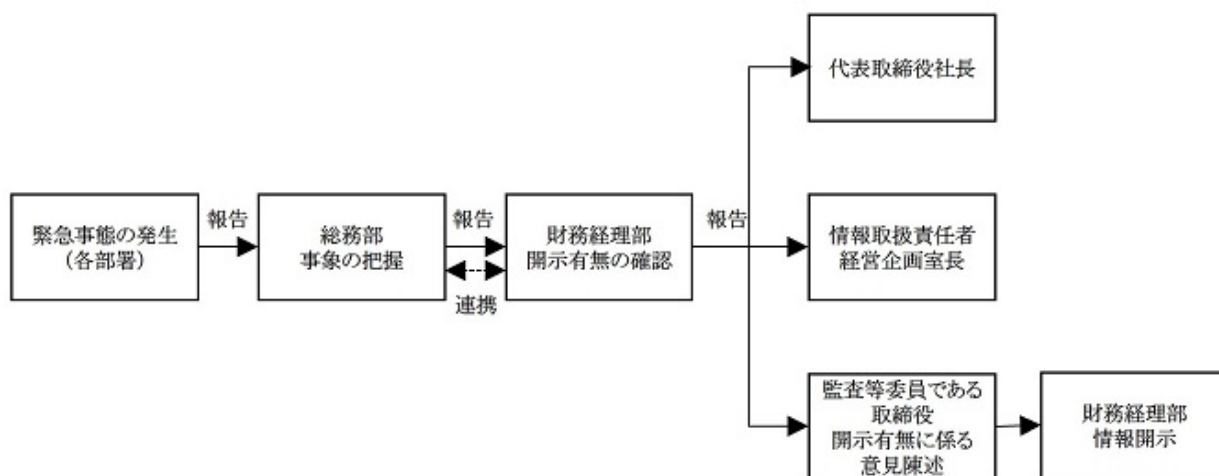 代表取締役社長
緊急事態の発生
（各部署）
報告
総務部
事象の把握
報告
連携
財務経理部
開示有無の確認
報告
情報取扱責任者
経営企画室長
監査等委員である
取締役
開示有無に係る
意見陳述
財務経理部
情報開示